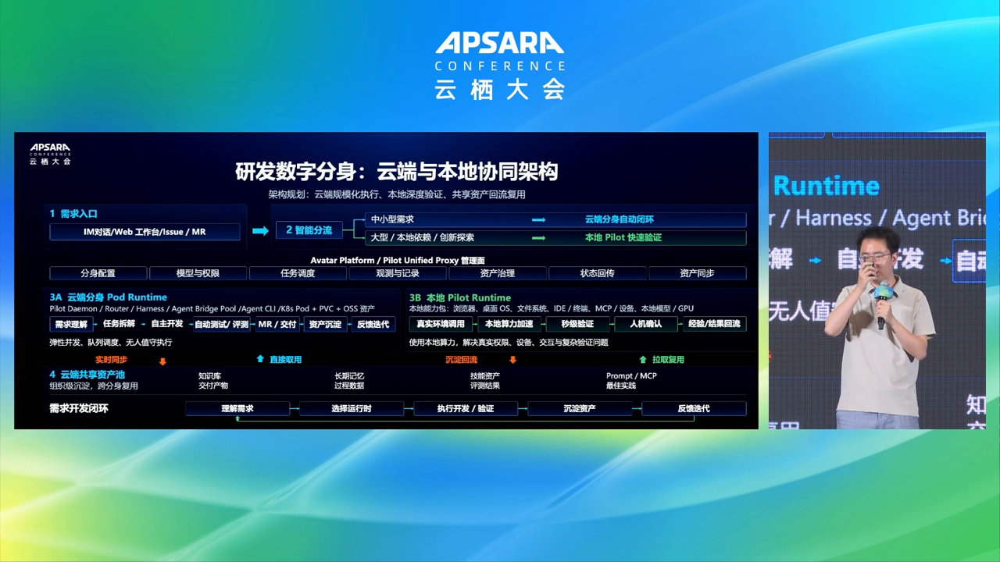 APSARA
CONFERENCE
云栖大会
APSARA
CONFERENCE
云栖大会
研发数字分身：云端与本地协同架构
架构规划：云端规模化执行、本地深度验证、共享资产回流复用
1 需求入口
IM对话/Web 工作台/Issue / MR
2 智能分流
中小型需求
云端分身自动闭环
大型 / 本地依赖 / 创新探索
本地 Pilot 快速验证
Avatar Platform / Pilot Unified Proxy 管理面
分身配置
模型与权限
任务调度
观测与记录
资产治理
状态回传
资产同步
3A 云端分身 Pod Runtime
Pilot Daemon / Router / Harness / Agent Bridge Pool /Agent CLI /K8s Pod + PVC + OSS 资产
需求理解
任务拆解
自主开发
自动测试/ 评测
MR / 交付
资产沉淀
反馈迭代
弹性并发、队列调度、无人值守执行
3B 本地 Pilot Runtime
本地能力包：浏览器、桌面 OS、文件系统、IDE / 终端、MCP / 设备、本地模型 / GPU
真实环境调用
本地算力加速
秒级验证
人机确认
经验/结果回流
使用本地算力，解决真实权限、设备、交互与复杂验证问题
实时同步
直接取用
沉淀回流
拉取复用
4 云端共享资产池
组织级沉淀，跨分身复用
知识库
交付产物
长期记忆
过程数据
技能资产
评测结果
Prompt / MCP
最佳实践
需求开发闭环
理解需求
选择运行时
执行开发 / 验证
沉淀资产
反馈迭代
Runtime
r / Harness / Agent Bri
解
自
开发
自动
无人值
知